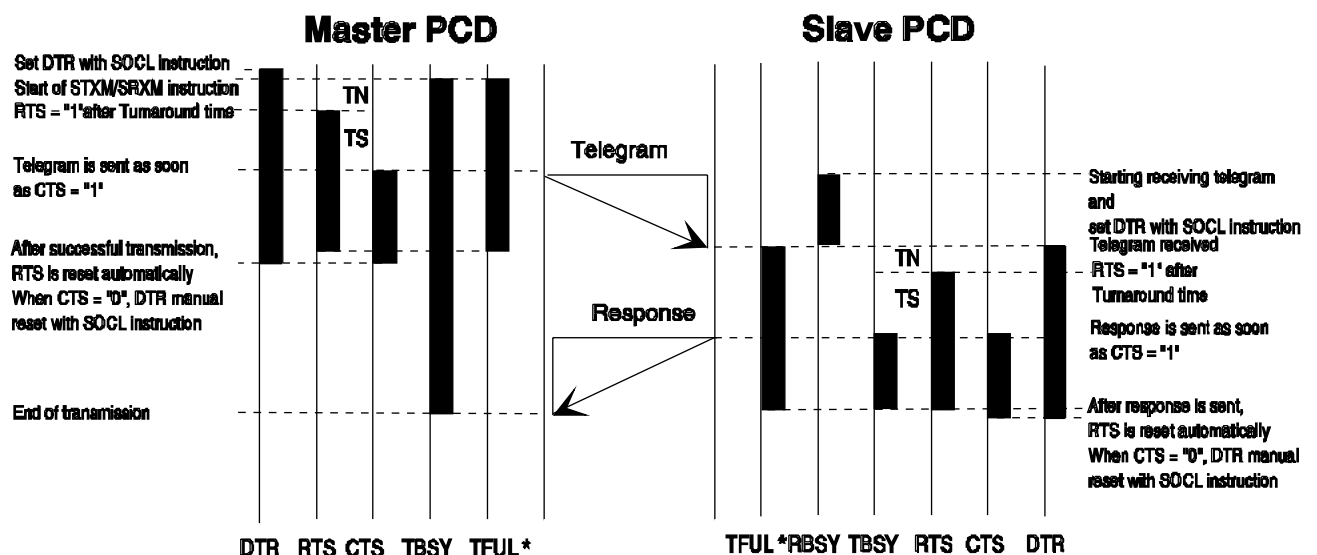 Master PCD
Slave PCD
Set DTR with SOCL instruction
Start of STXM/SRXM instruction
RTS = "1"after Turnaround time
TN
TS
Telegram is sent as soon
as CTS = "1"
After successful transmission,
RTS is reset automatically
When CTS = "0", DTR manual
reset with SOCL instruction
End of transmission
Telegram
Response
Starting receiving telegram
and
set DTR with SOCL instruction
Telegram received
RTS = "1" after
Turnaround time
TN
TS
Response is sent as soon
as CTS = "1"
After response is sent,
RTS is reset automatically
When CTS = "0", DTR manual
reset with SOCL instruction
DTR RTS CTS TBSY TFUL*
TFUL*RBSY TBSY RTS CTS DTR